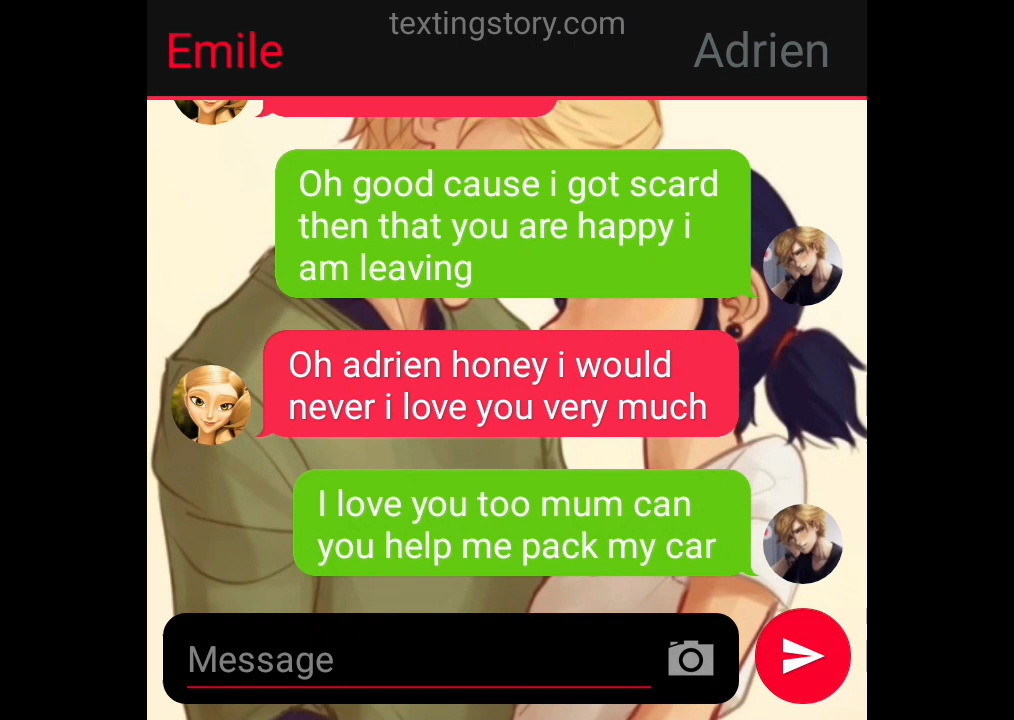 textingstory.com
Emile
Adrien
Oh good cause i got scard
then that you are happy i
am leaving
Oh adrien honey i would
never i love you very much
I love you too mum can
you help me pack my car
Message